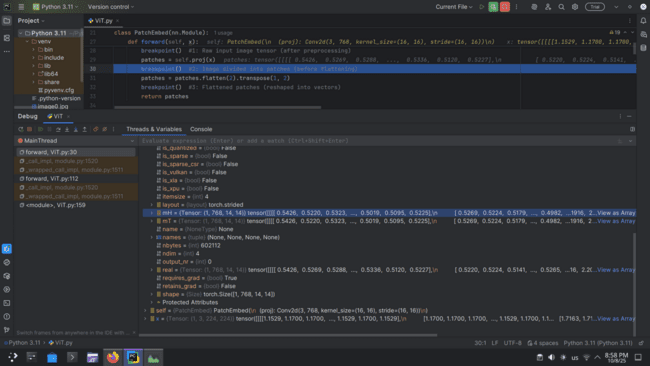 Python 3.11
Version control
Current File
Trial
Project
ViT.py
Python 3.11
venv
bin
include
lib
lib64
share
pyvenv.cfg
.python-version
image0.jpg
26 class PatchEmbed(nn.Module):
def forward(self, x): self: PatchEmbed(\n (proj): Conv2d(3, 768, kernel_size=(16, 16), stride=(16, 16))\n) x: tensor([[[[1.1529, 1.1700, 1.1700,
breakpoint() #1: Raw input image tensor (after preprocessing)
patches = self.proj(x) patches: tensor([[[[ 0.5426, 0.5269, 0.5288, ..., 0.5336, 0.5120, 0.5227],\n [ 0.5220, 0.5224, 0.5141,
30 breakpoint() #2: Image divided into patches (before flattening)
patches = patches.flatten(2).transpose(1, 2)
breakpoint() #3: Flattened patches (reshaped into vectors)
return patches
Debug
ViT
Threads & Variables
Console
MainThread
Evaluate expression (Enter) or add a watch (Ctrl+Shift+Enter)
forward, ViT.py:30
_call_impl, module.py:1520
_wrapped_call_impl, module.py:1511
forward, ViT.py:112
_call_impl, module.py:1520
_wrapped_call_impl, module.py:1511
<module>, ViT.py:159
is_quantized = {bool} False
is_sparse = {bool} False
is_sparse_csr = {bool} False
is_vulkan = {bool} False
is_xla = {bool} False
is_xpu = {bool} False
itemsize = {int} 4
layout = {layout} torch.strided
mH = {Tensor: (1, 768, 14, 14)} tensor([[[[ 0.5426, 0.5220, 0.5323, ..., 0.5019, 0.5095, 0.5225],\n [ 0.5269, 0.5224, 0.5179, ..., 0.4982, ...1916, 2....View as Array
mT = {Tensor: (1, 768, 14, 14)} tensor([[[[ 0.5426, 0.5220, 0.5323, ..., 0.5019, 0.5095, 0.5225],\n [ 0.5269, 0.5224, 0.5179, ..., 0.4982, ...1916, 2....View as Array
name = {NoneType} None
names = {tuple} (None, None, None, None)
nbytes = {int} 602112
ndim = {int} 4
output_nr = {int} 0
real = {Tensor: (1, 768, 14, 14)} tensor([[[[ 0.5426, 0.5269, 0.5288, ..., 0.5336, 0.5120, 0.5227],\n [ 0.5220, 0.5224, 0.5141, ..., 0.5265, ...16, 2.20...View as Array
requires_grad = {bool} True
retains_grad = {bool} False
shape = {Size} torch.Size([1, 768, 14, 14])
Protected Attributes
self = {PatchEmbed} PatchEmbed(\n (proj): Conv2d(3, 768, kernel_size=(16, 16), stride=(16, 16))\n)
x = {Tensor: (1, 3, 224, 224)} tensor([[[[1.1529, 1.1700, 1.1700, ..., 1.1529, 1.1700, 1.1529],\n [1.1700, 1.1700, 1.1700, ..., 1.1529, 1.1700, 1.1... [1.7163, 1.7...View as Array
Switch frames from anywhere in the IDE with
Python 3.11
ViT.py
30:1
LF
UTF-8
4 spaces
Python 3.11 (Python 3.11)
us
8:58 PM
10/8/25